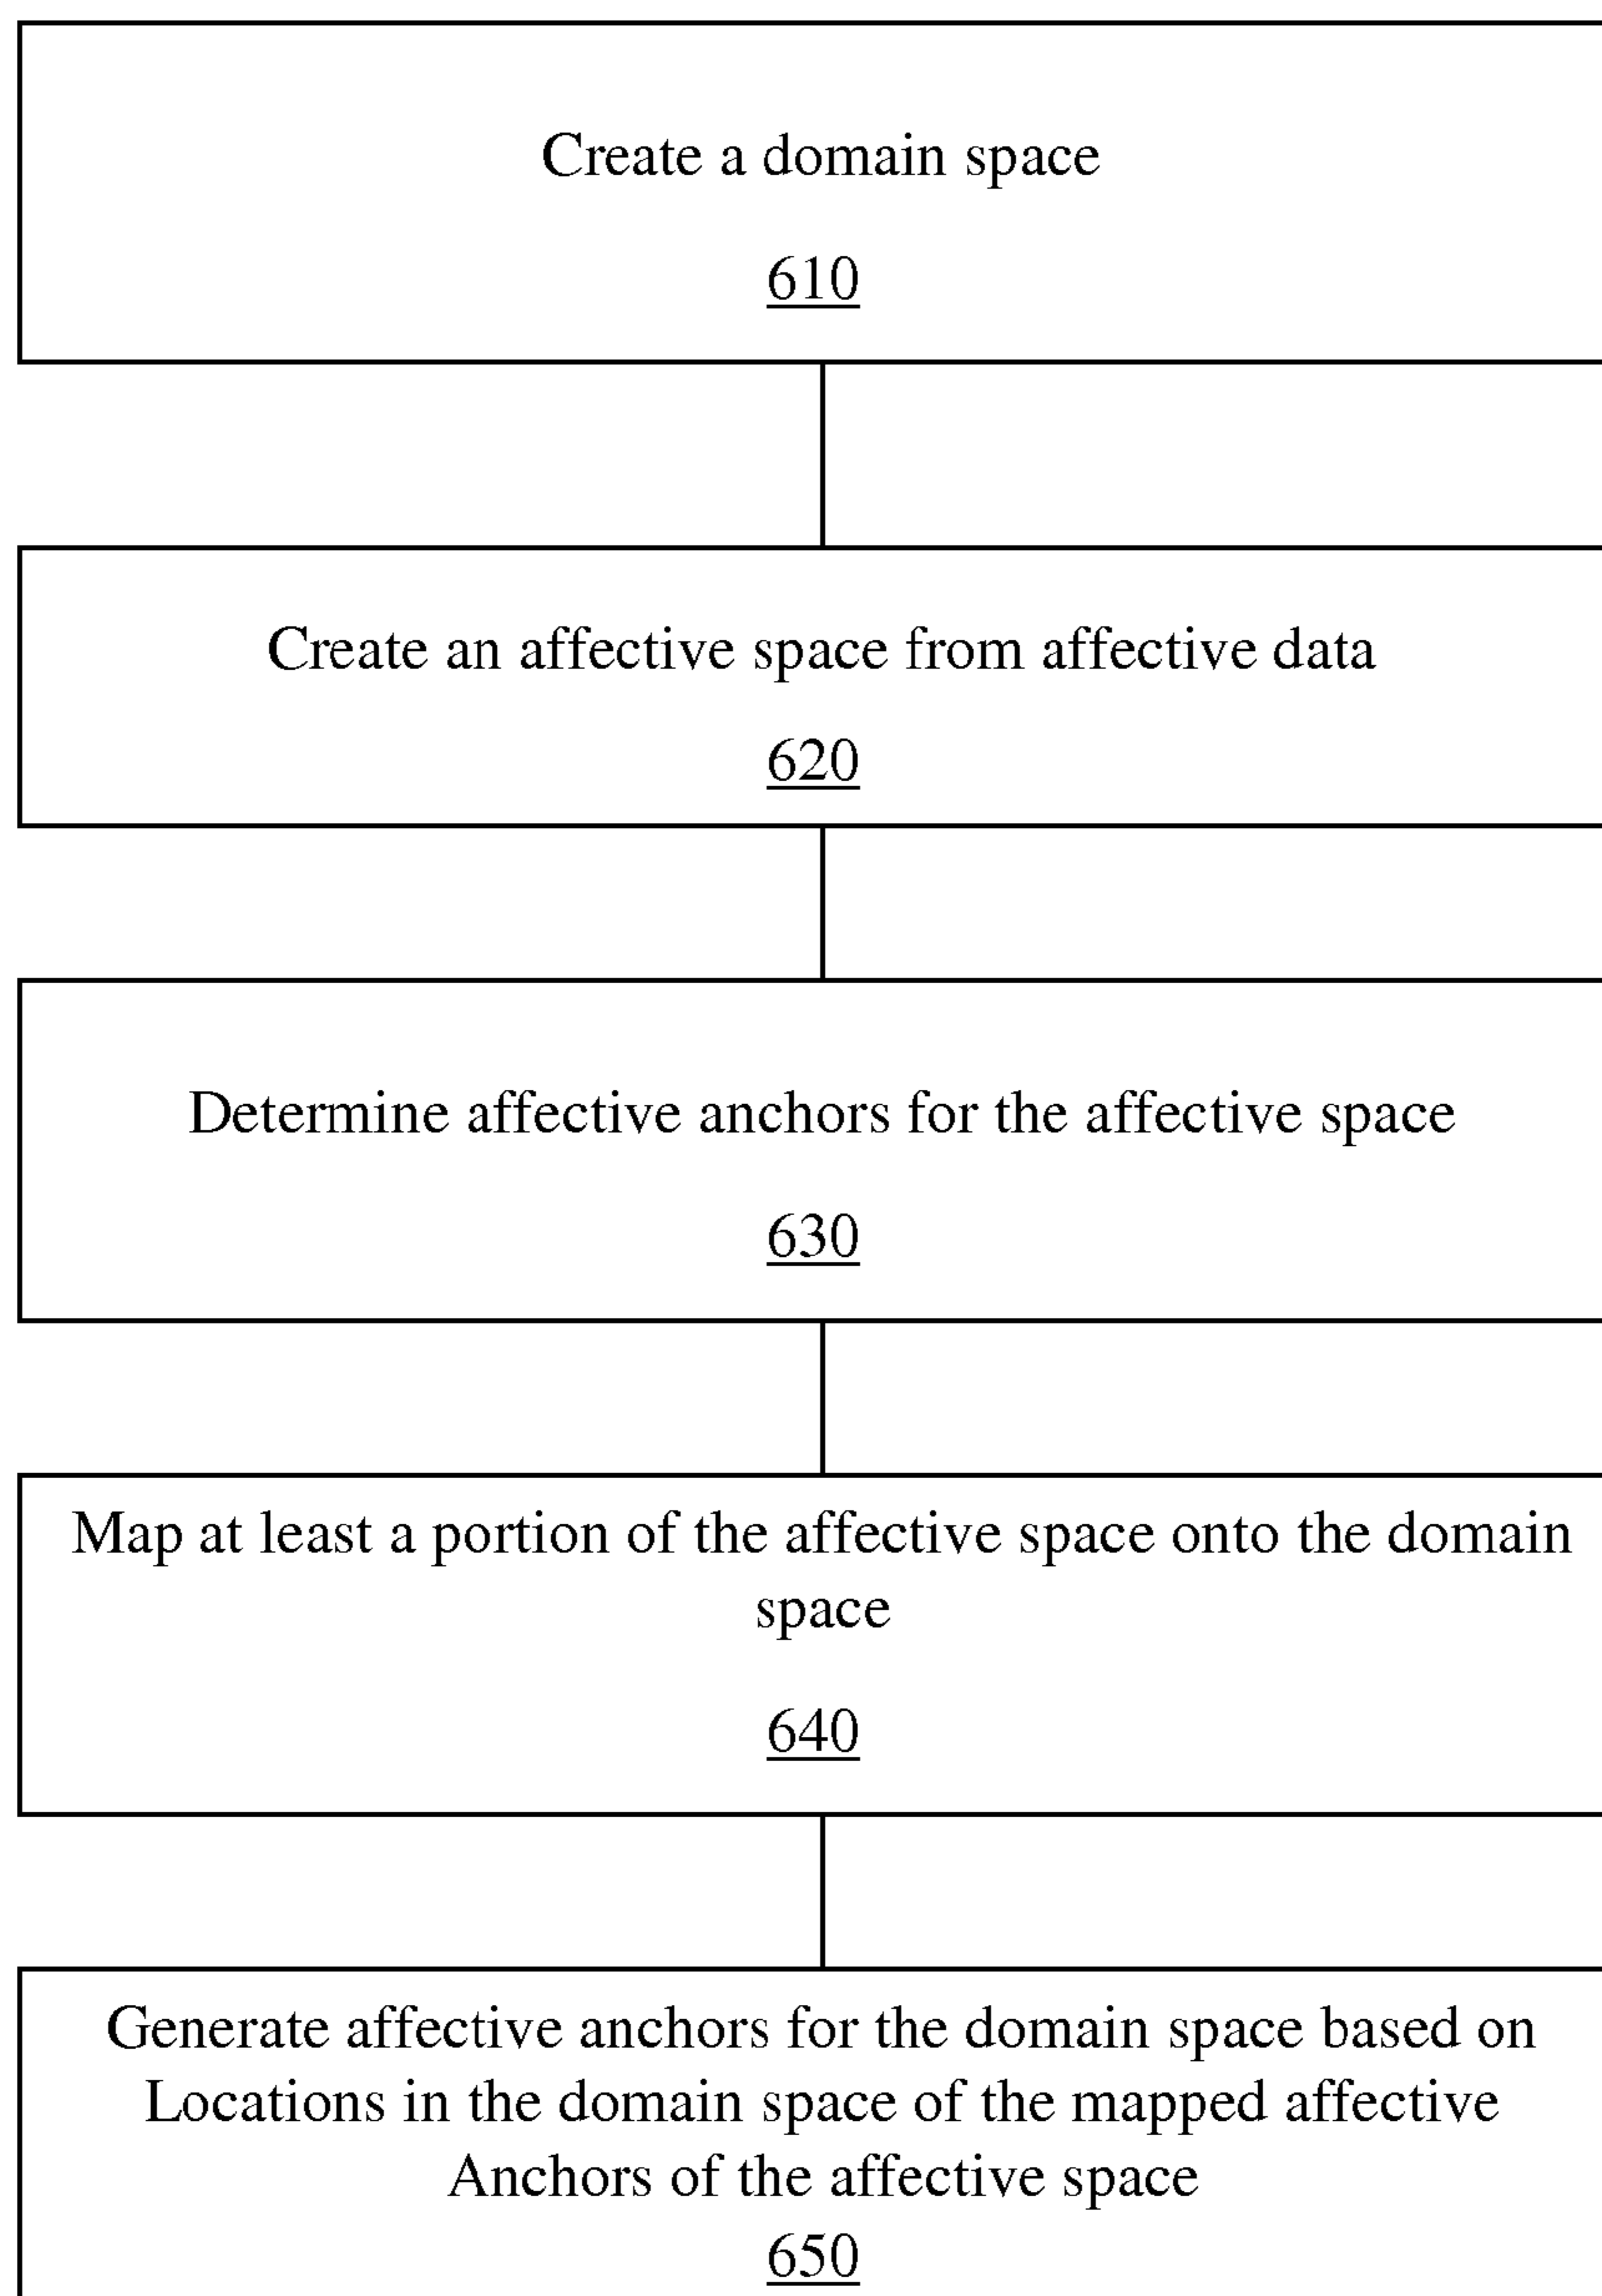 Create a domain space
610
Create an affective space from affective data
620
Determine affective anchors for the affective space
630
Map at least a portion of the affective space onto the domain
space
640
Generate affective anchors for the domain space based on
Locations in the domain space of the mapped affective
Anchors of the affective space
650